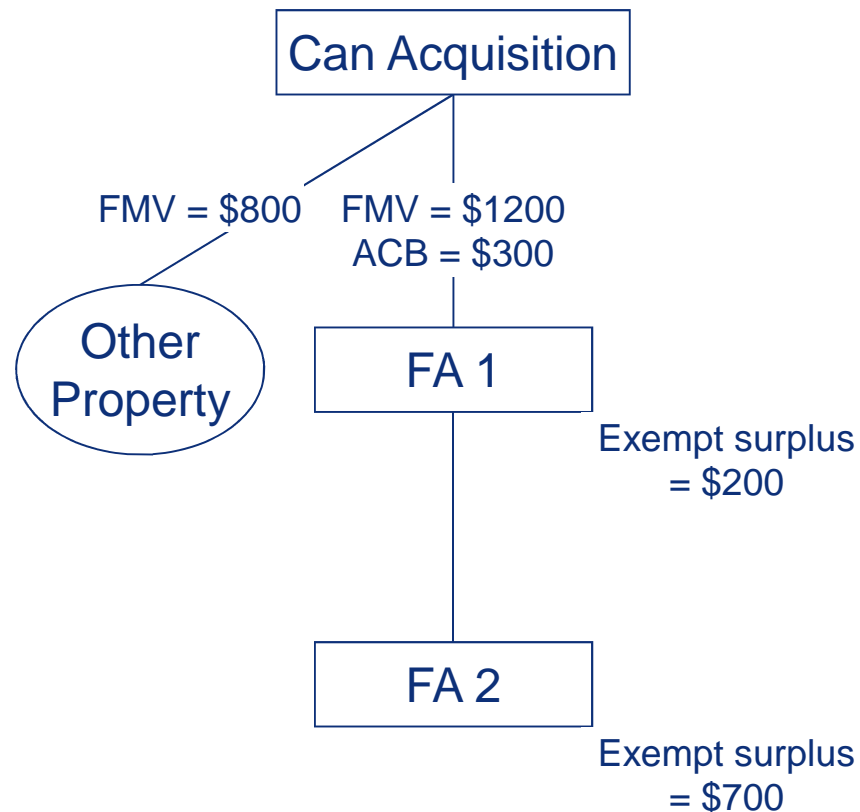 Can Acquisition
FMV = $800
FMV = $1200
ACB = $300
Other
Property
FA 1
Exempt surplus
= $200
FA 2
Exempt surplus
= $700